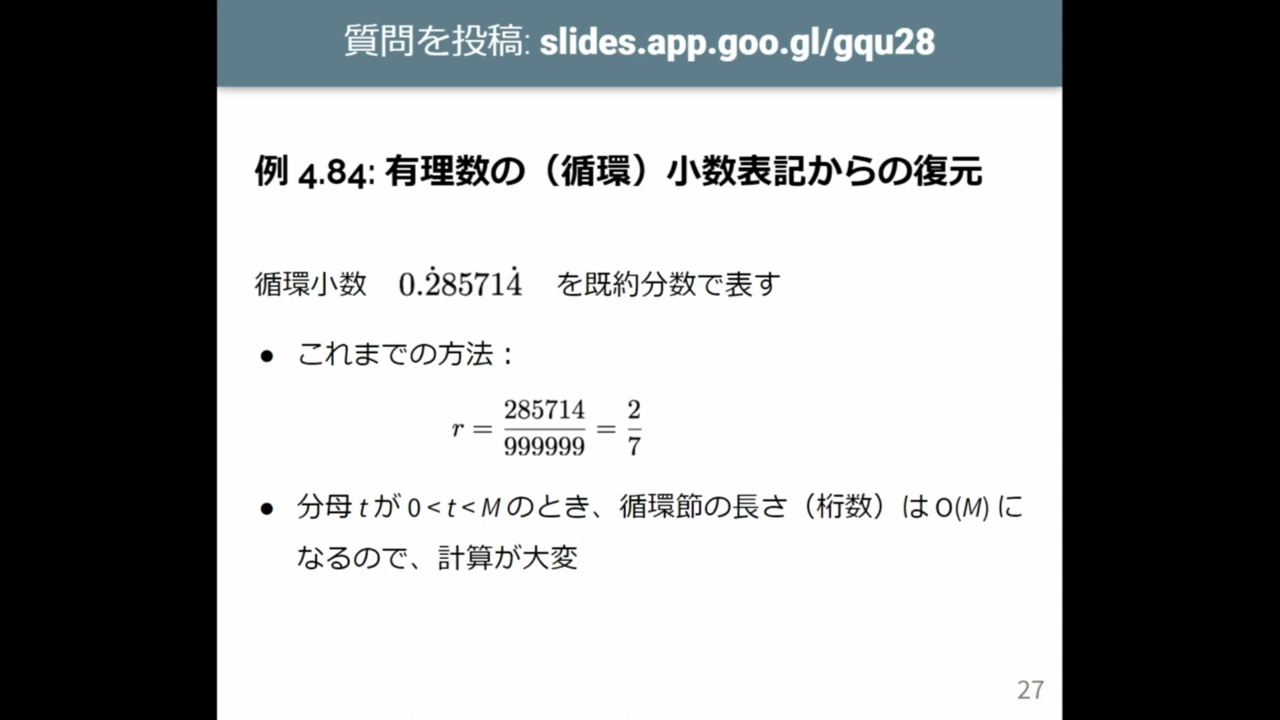 質問を投稿: slides.app.goo.gl/gqu28
例 4.84: 有理数の（循環）小数表記からの復元
循環小数 0.2̇85714̇ を既約分数で表す
● これまでの方法：
r = 285714/999999 = 2/7
● 分母 t が 0 < t < M のとき、循環節の長さ（桁数）は O(M) に
なるので、計算が大変
27